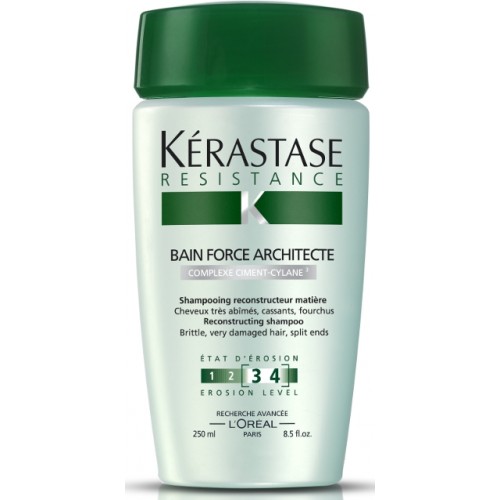 KÉRASTASE
RESISTANCE
K
BAIN FORCE ARCHITECTE
COMPLEXE CIMENT-CYLANE³
Shampooing reconstructeur matière
Cheveux très abîmés, cassants, fourchus
Reconstructing shampoo
Brittle, very damaged hair, split ends
ÉTAT D'ÉROSION
1 2 [3 4]
EROSION LEVEL
RECHERCHE AVANCÉE
250 ml L'ORÉAL 8.5 fl.oz.
PARIS